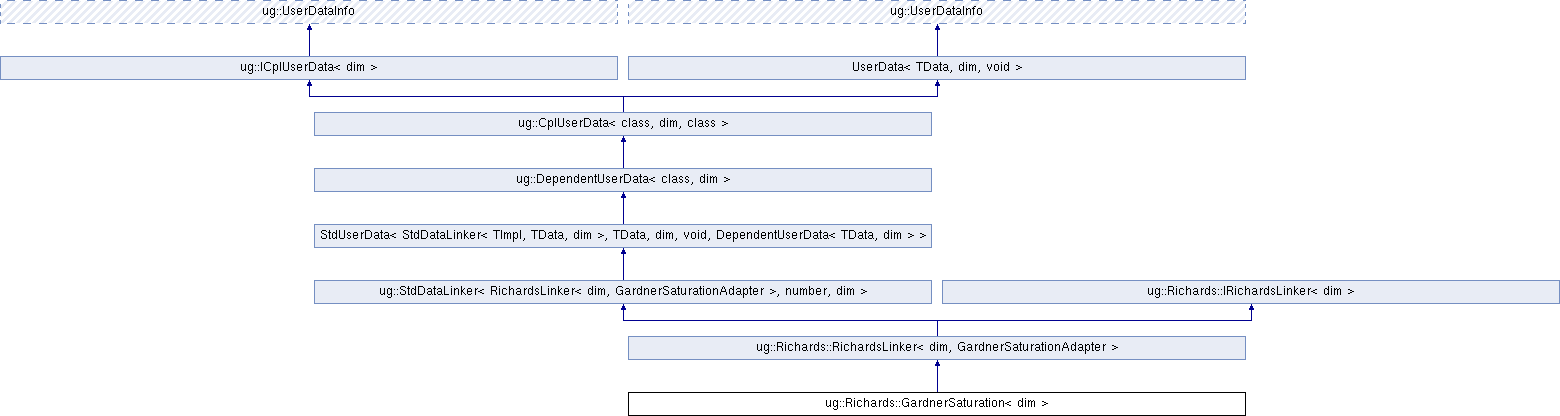 ug::UserDataInfo
ug::UserDataInfo
ug::ICplUserData< dim >
UserData< TData, dim, void >
ug::CplUserData< class, dim, class >
ug::DependentUserData< class, dim >
StdUserData< StdDataLinker< TImpl, TData, dim >, TData, dim, void, DependentUserData< TData, dim > >
ug::StdDataLinker< RichardsLinker< dim, GardnerSaturationAdapter >, number, dim >
ug::Richards::IRichardsLinker< dim >
ug::Richards::RichardsLinker< dim, GardnerSaturationAdapter >
ug::Richards::GardnerSaturation< dim >